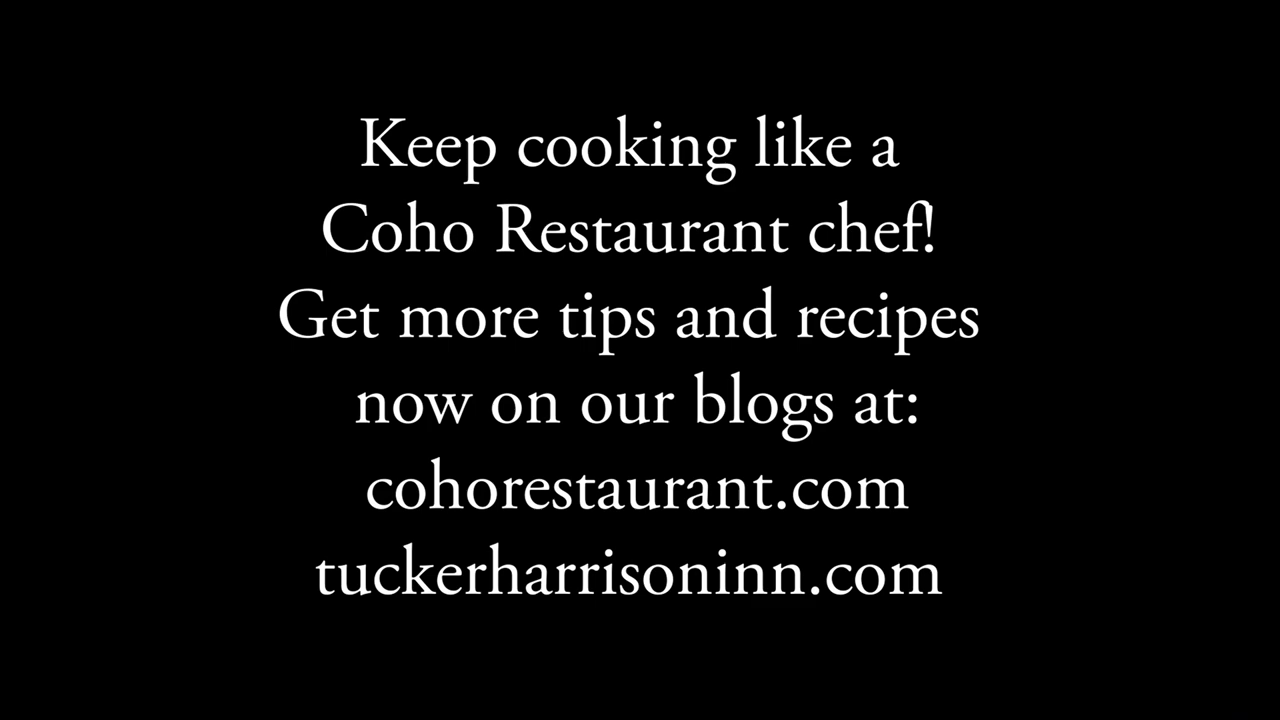 Keep cooking like a
Coho Restaurant chef!
Get more tips and recipes
now on our blogs at:
cohorestaurant.com
tuckerharrisoninn.com